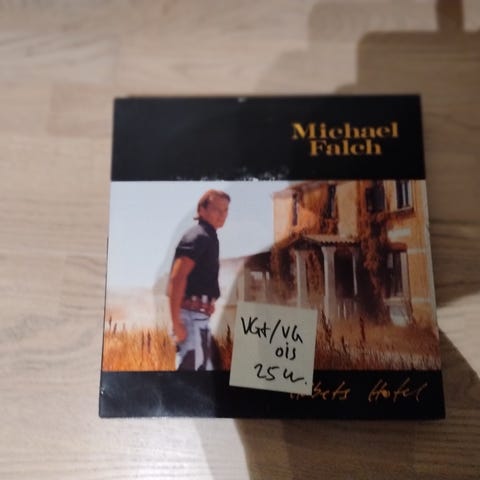 Michael
Falch
VG+/VG
ois
25 kr.
Hotel